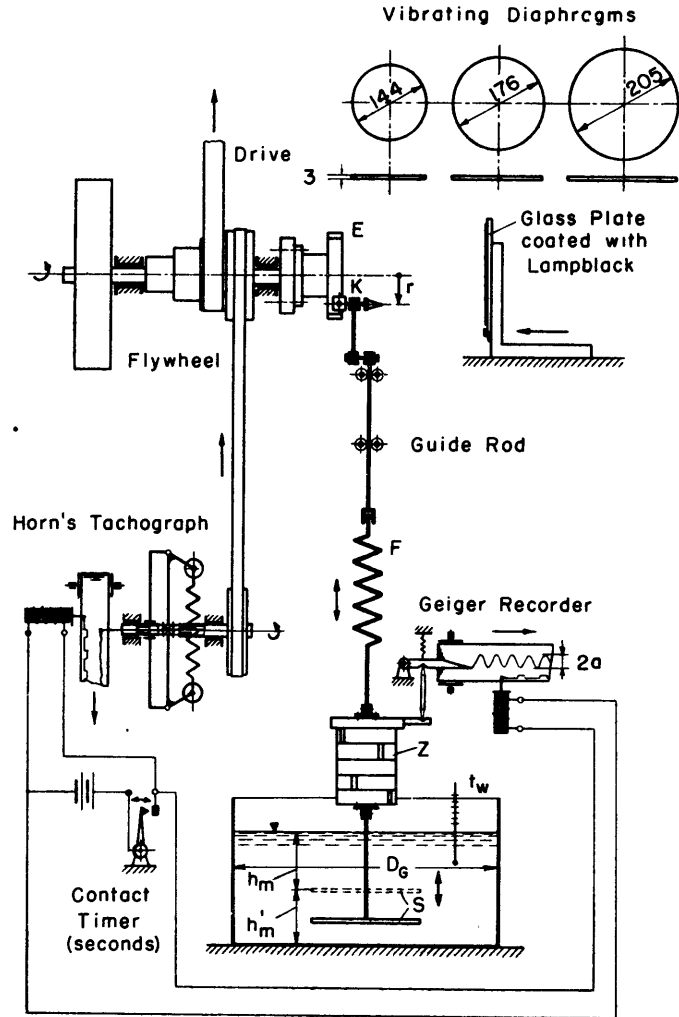 Vibrating Diaphregms
144
176
205
3
Drive
E
K
r
Glass Plate
coated with
Lampblack
Flywheel
Guide Rod
Horn's Tachograph
F
Geiger Recorder
2a
Z
t_w
h_m
D_G
S
h'_m
Contact
Timer
(seconds)